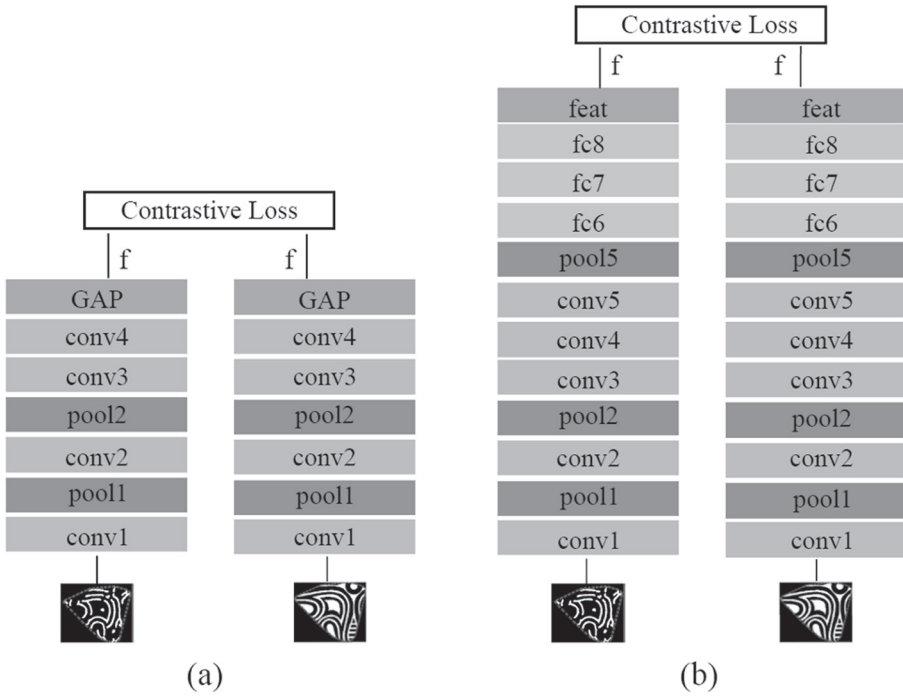 Contrastive Loss
f f
GAP GAP
conv4 conv4
conv3 conv3
pool2 pool2
conv2 conv2
pool1 pool1
conv1 conv1
(a)
Contrastive Loss
f f
feat feat
fc8 fc8
fc7 fc7
fc6 fc6
pool5 pool5
conv5 conv5
conv4 conv4
conv3 conv3
pool2 pool2
conv2 conv2
pool1 pool1
conv1 conv1
(b)